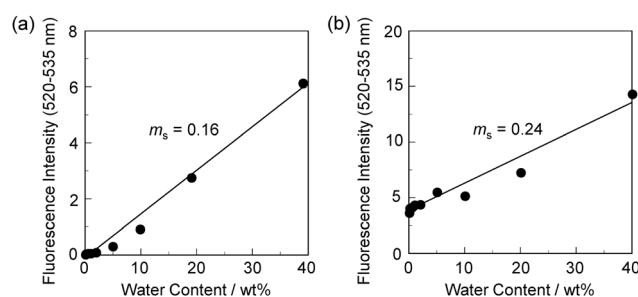 (a)
Fluorescence Intensity (520-535 nm)
8
6
4
2
0
mₛ = 0.16
0 10 20 30 40
Water Content / wt%
(b)
Fluorescence Intensity (520-535 nm)
20
15
10
5
0
mₛ = 0.24
0 10 20 30 40
Water Content / wt%